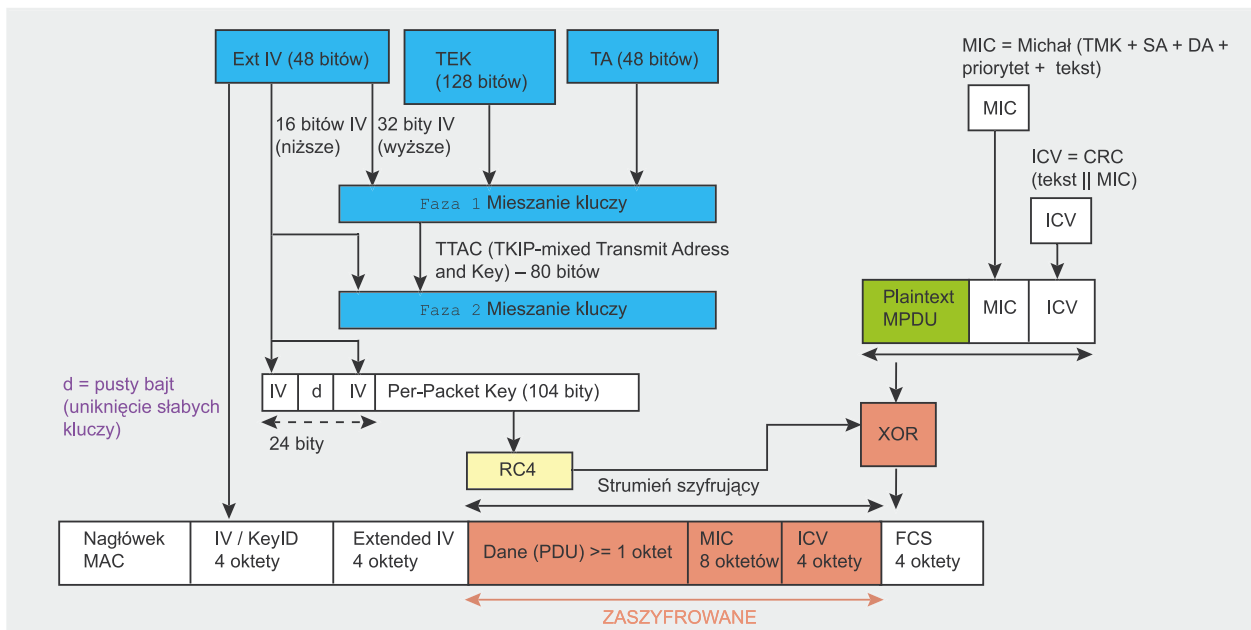 Ext IV (48 bitów)
TEK
(128 bitów)
TA (48 bitów)
MIC = Michał (TMK + SA + DA +
priorytet + tekst)
MIC
16 bitów IV
(niższe)
32 bity IV
(wyższe)
ICV = CRC
(tekst || MIC)
ICV
Faza 1 Mieszanie kluczy
TTAC (TKIP-mixed Transmit Adress
and Key) – 80 bitów
Faza 2 Mieszanie kluczy
Plaintext
MPDU
MIC
ICV
d = pusty bajt
(uniknięcie słabych
kluczy)
IV
d
IV
Per-Packet Key (104 bity)
24 bity
RC4
XOR
Strumień szyfrujący
Nagłówek
MAC
IV / KeyID
4 oktety
Extended IV
4 oktety
Dane (PDU) >= 1 oktet
MIC
8 oktetów
ICV
4 oktety
FCS
4 oktety
ZASZYFROWANE